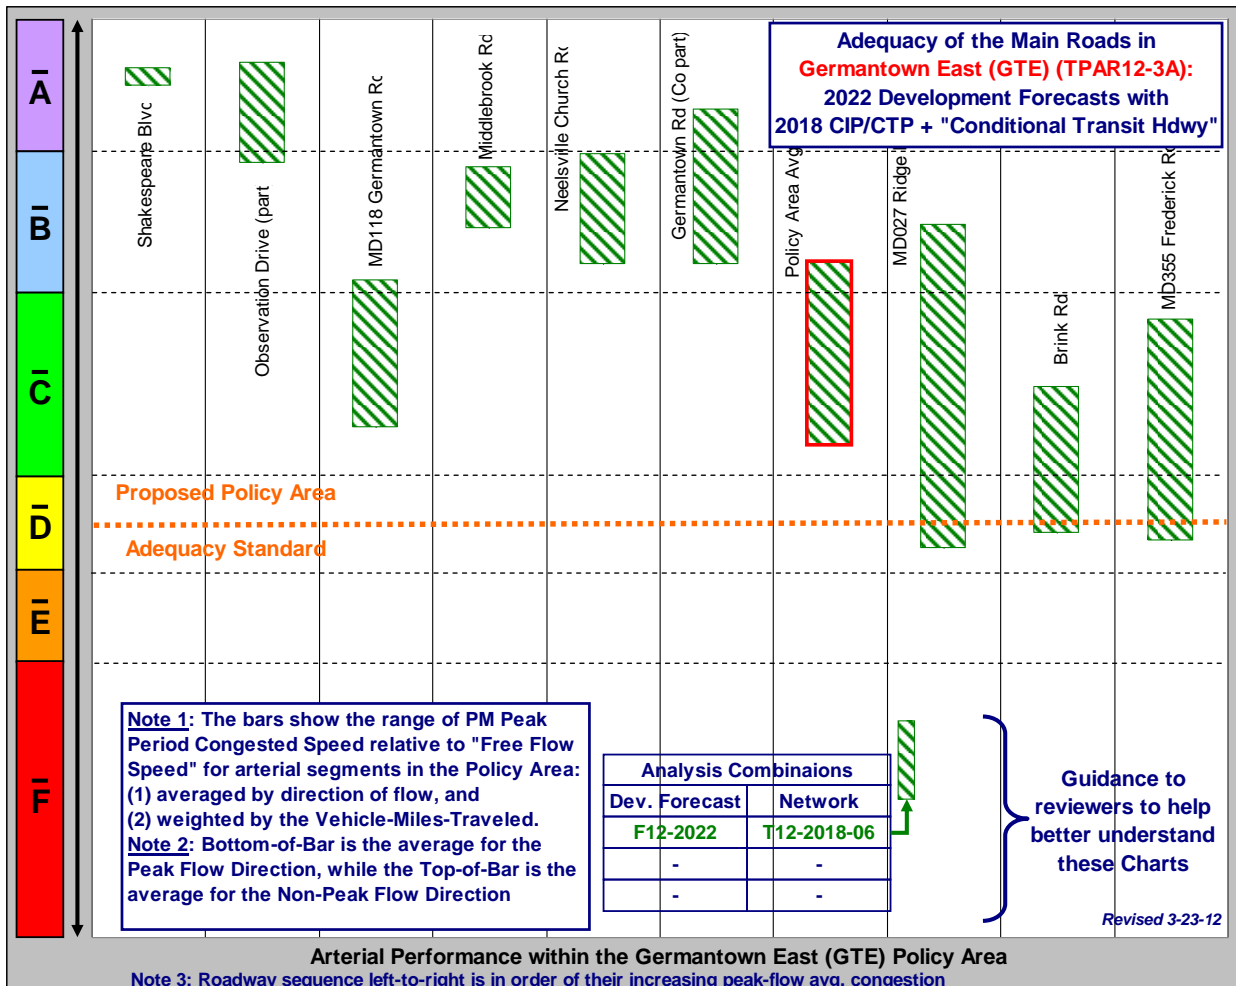 Adequacy of the Main Roads in
Germantown East (GTE) (TPAR12-3A):
2022 Development Forecasts with
2018 CIP/CTP + "Conditional Transit Hdwy"
A
B
C
D
E
F
Shakespeare Blvd
Observation Drive (part
MD118 Germantown Rd
Middlebrook Rd
Neelsville Church Rd
Germantown Rd (Co part)
Policy Area Avg
MD027 Ridge
Brink Rd
MD355 Frederick Rd
Proposed Policy Area
Adequacy Standard
Note 1: The bars show the range of PM Peak
Period Congested Speed relative to "Free Flow
Speed" for arterial segments in the Policy Area:
(1) averaged by direction of flow, and
(2) weighted by the Vehicle-Miles-Traveled.
Note 2: Bottom-of-Bar is the average for the
Peak Flow Direction, while the Top-of-Bar is the
average for the Non-Peak Flow Direction
Analysis Combinaions
Dev. Forecast Network
F12-2022 T12-2018-06
- -
- -
Guidance to
reviewers to help
better understand
these Charts
Revised 3-23-12
Arterial Performance within the Germantown East (GTE) Policy Area
Note 3: Roadway sequence left-to-right is in order of their increasing peak-flow avg. congestion